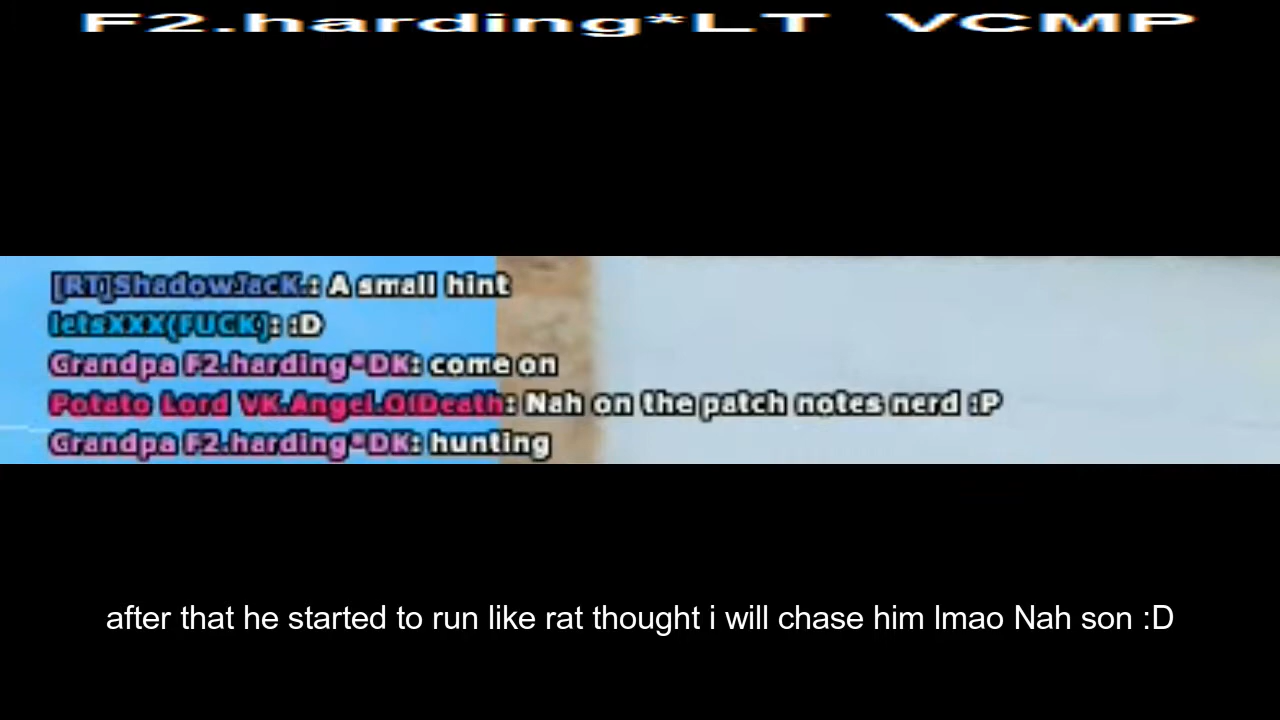 F2.harding*LT VCMP
[RT]ShadowJacK.: A small hint
letsXXX(FUCK): :D
Grandpa F2.harding*DK: come on
Potato Lord VK.Angel.OfDeath: Nah on the patch notes nerd :P
Grandpa F2.harding*DK: hunting
after that he started to run like rat thought i will chase him lmao Nah son :D